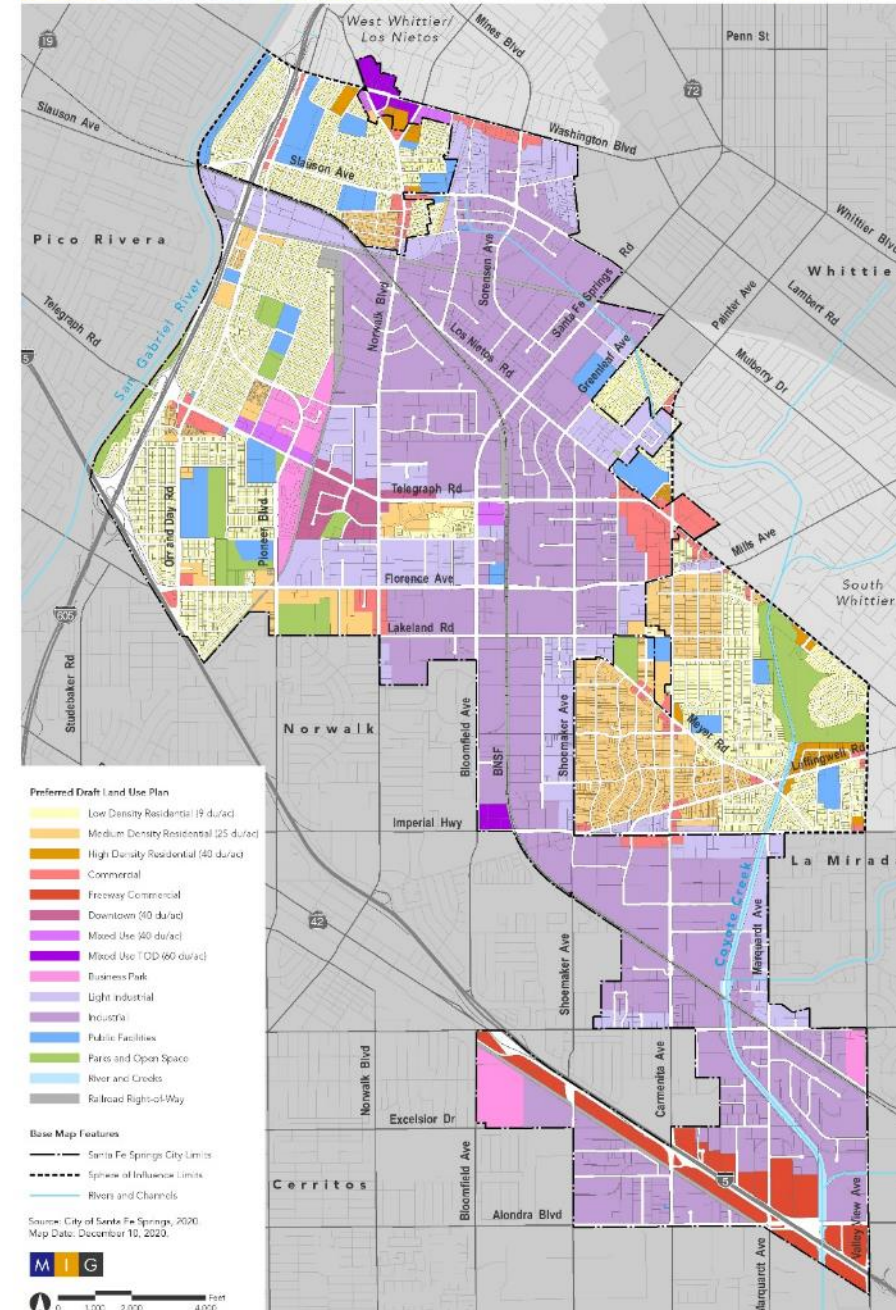 West Whittier/
Los Nietos
Mines Blvd
Penn St
19
72
Slauson Ave
Washington Blvd
Slauson Ave
Whittier Blv
Pico Rivera
Whittie
San Gabriel River
Telegraph Rd
5
Norwalk Blvd
Sorensen Ave
Los Nietos Rd
Santa Fe Springs Rd
Greenleaf Ave
Painter Ave
Lambert Rd
Mulberry Dr
Orr and Day Rd
Pioneer Blvd
Telegraph Rd
Mills Ave
Florence Ave
South
Whittier
605
Lakeland Rd
Studebaker Rd
Norwalk
Bloomfield Ave
BNSF
Shoemaker Ave
Meyer Rd
Leffingwell Rd
Imperial Hwy
La Mirad
42
Coyote Creek
Marquardt Ave
Shoemaker Ave
Norwalk Blvd
Carmenita Ave
Excelsior Dr
Cerritos
Bloomfield Ave
Alondra Blvd
5
Marquardt Ave
Valley View Ave
Preferred Draft Land Use Plan
Low Density Residential (9 du/ac)
Medium Density Residential (25 du/ac)
High Density Residential (40 du/ac)
Commercial
Freeway Commercial
Downtown (40 du/ac)
Mixed Use (40 du/ac)
Mixed Use TOD (60 du/ac)
Business Park
Light Industrial
Industrial
Public Facilities
Parks and Open Space
River and Creeks
Railroad Right-of-Way
Base Map Features
Santa Fe Springs City Limits
Sphere of Influence Limits
Rivers and Channels
Source: City of Santa Fe Springs, 2020.
Map Date: December 10, 2020.
M I G
Feet
0 1,000 2,000 4,000